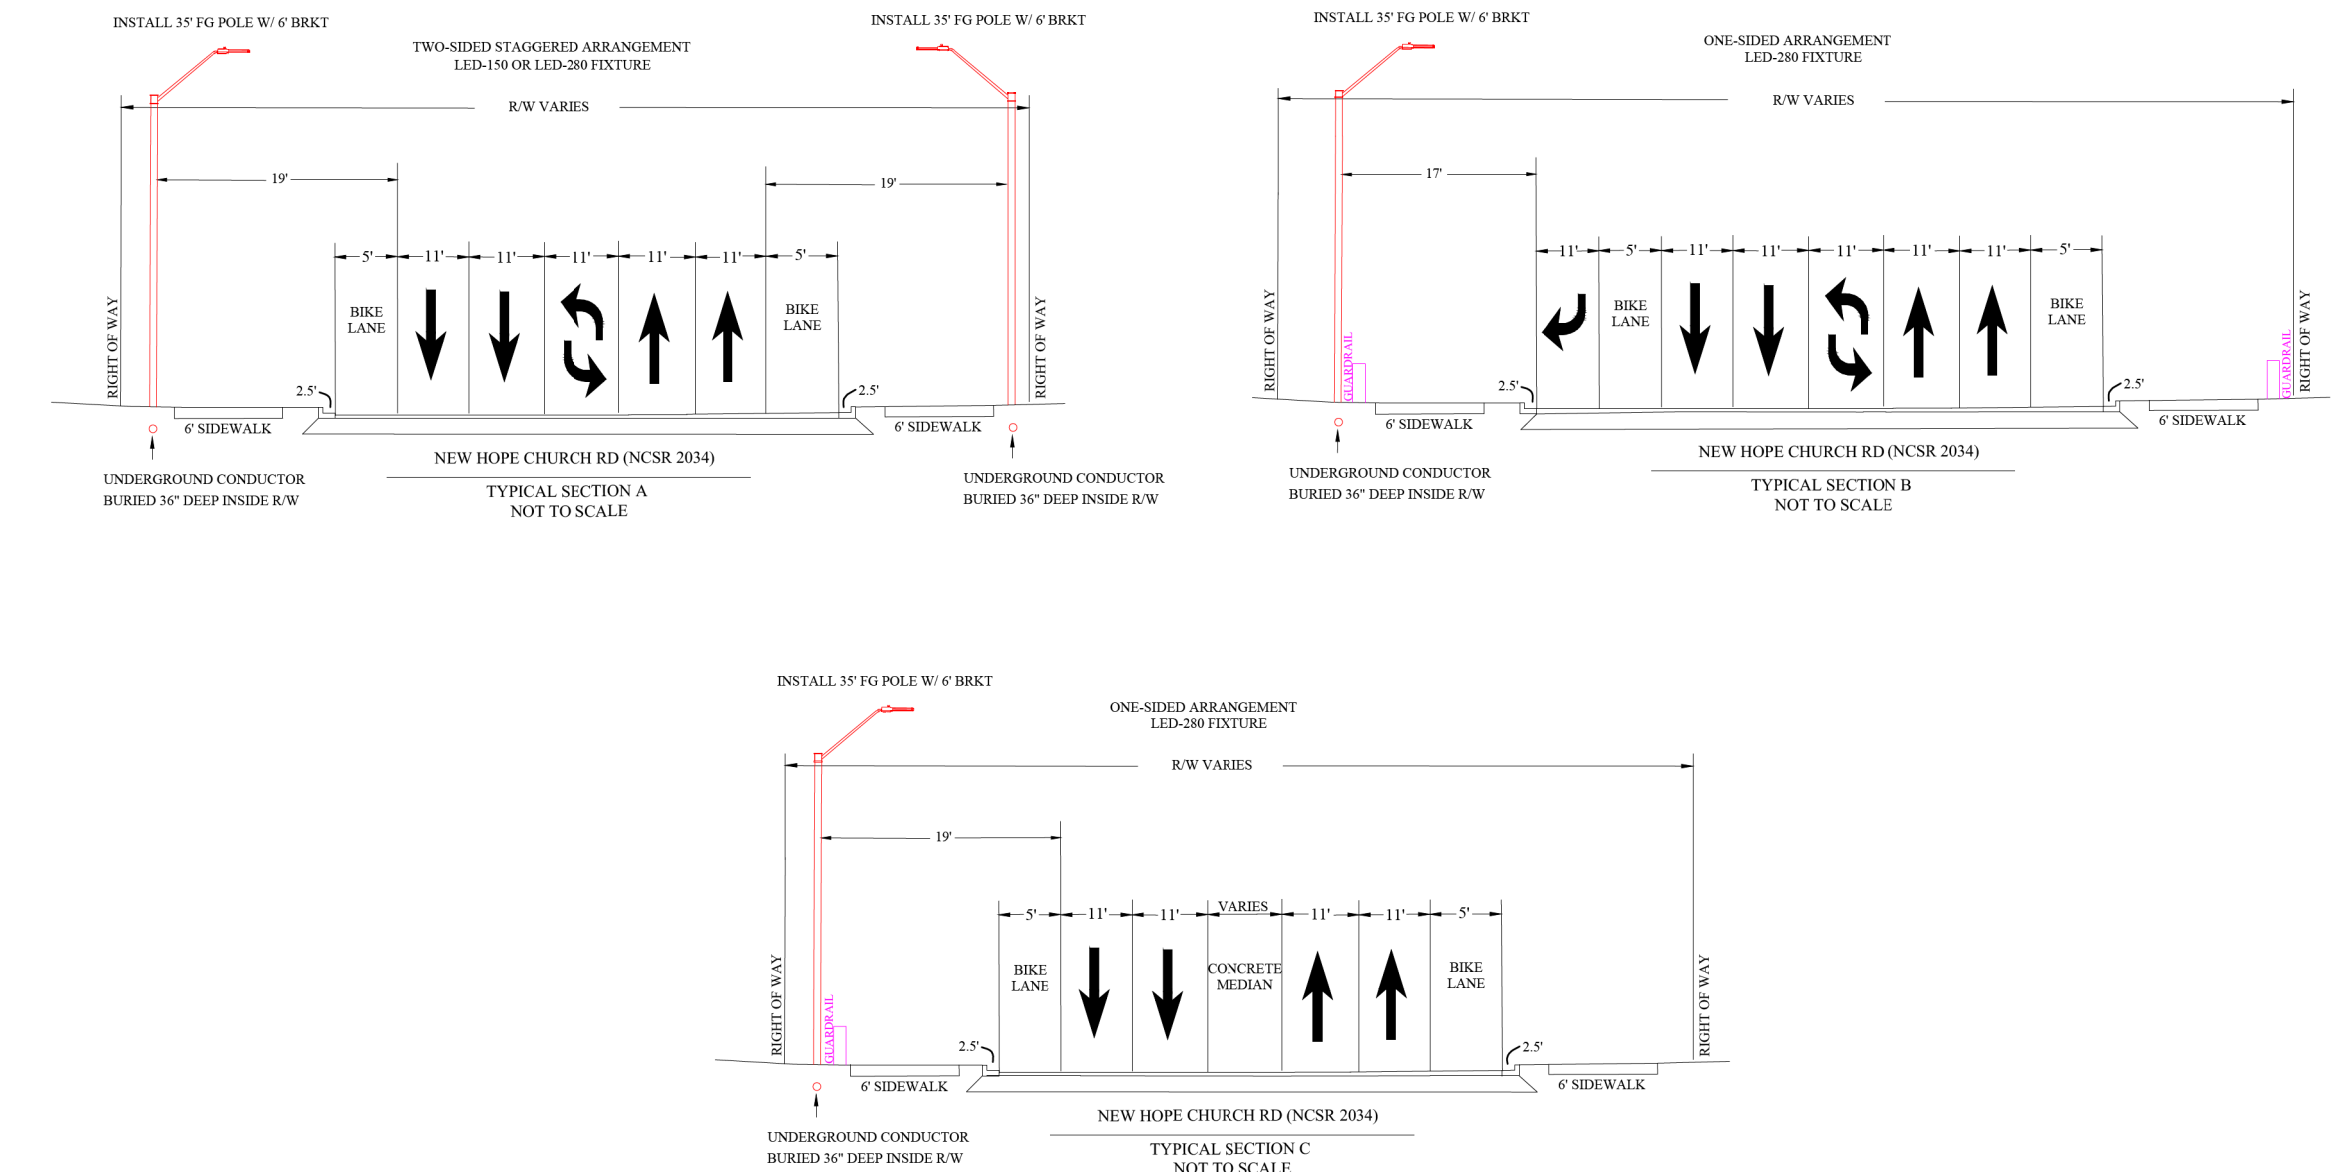 INSTALL 35' FG POLE W/ 6' BRKT
INSTALL 35' FG POLE W/ 6' BRKT
TWO-SIDED STAGGERED ARRANGEMENT
LED-150 OR LED-280 FIXTURE
R/W VARIES
19'
19'
5'
11'
11'
11'
11'
11'
5'
BIKE
LANE
BIKE
LANE
RIGHT OF WAY
RIGHT OF WAY
2.5'
2.5'
6' SIDEWALK
6' SIDEWALK
UNDERGROUND CONDUCTOR
BURIED 36" DEEP INSIDE R/W
UNDERGROUND CONDUCTOR
BURIED 36" DEEP INSIDE R/W
NEW HOPE CHURCH RD (NCSR 2034)
TYPICAL SECTION A
NOT TO SCALE
INSTALL 35' FG POLE W/ 6' BRKT
ONE-SIDED ARRANGEMENT
LED-280 FIXTURE
R/W VARIES
17'
11'
5'
11'
11'
11'
11'
11'
5'
BIKE
LANE
BIKE
LANE
RIGHT OF WAY
GUARDRAIL
GUARDRAIL
RIGHT OF WAY
2.5'
2.5'
6' SIDEWALK
6' SIDEWALK
UNDERGROUND CONDUCTOR
BURIED 36" DEEP INSIDE R/W
NEW HOPE CHURCH RD (NCSR 2034)
TYPICAL SECTION B
NOT TO SCALE
INSTALL 35' FG POLE W/ 6' BRKT
ONE-SIDED ARRANGEMENT
LED-280 FIXTURE
R/W VARIES
19'
5'
11'
11'
VARIES
11'
11'
5'
BIKE
LANE
CONCRETE
MEDIAN
BIKE
LANE
RIGHT OF WAY
GUARDRAIL
RIGHT OF WAY
2.5'
2.5'
6' SIDEWALK
6' SIDEWALK
UNDERGROUND CONDUCTOR
BURIED 36" DEEP INSIDE R/W
NEW HOPE CHURCH RD (NCSR 2034)
TYPICAL SECTION C
NOT TO SCALE